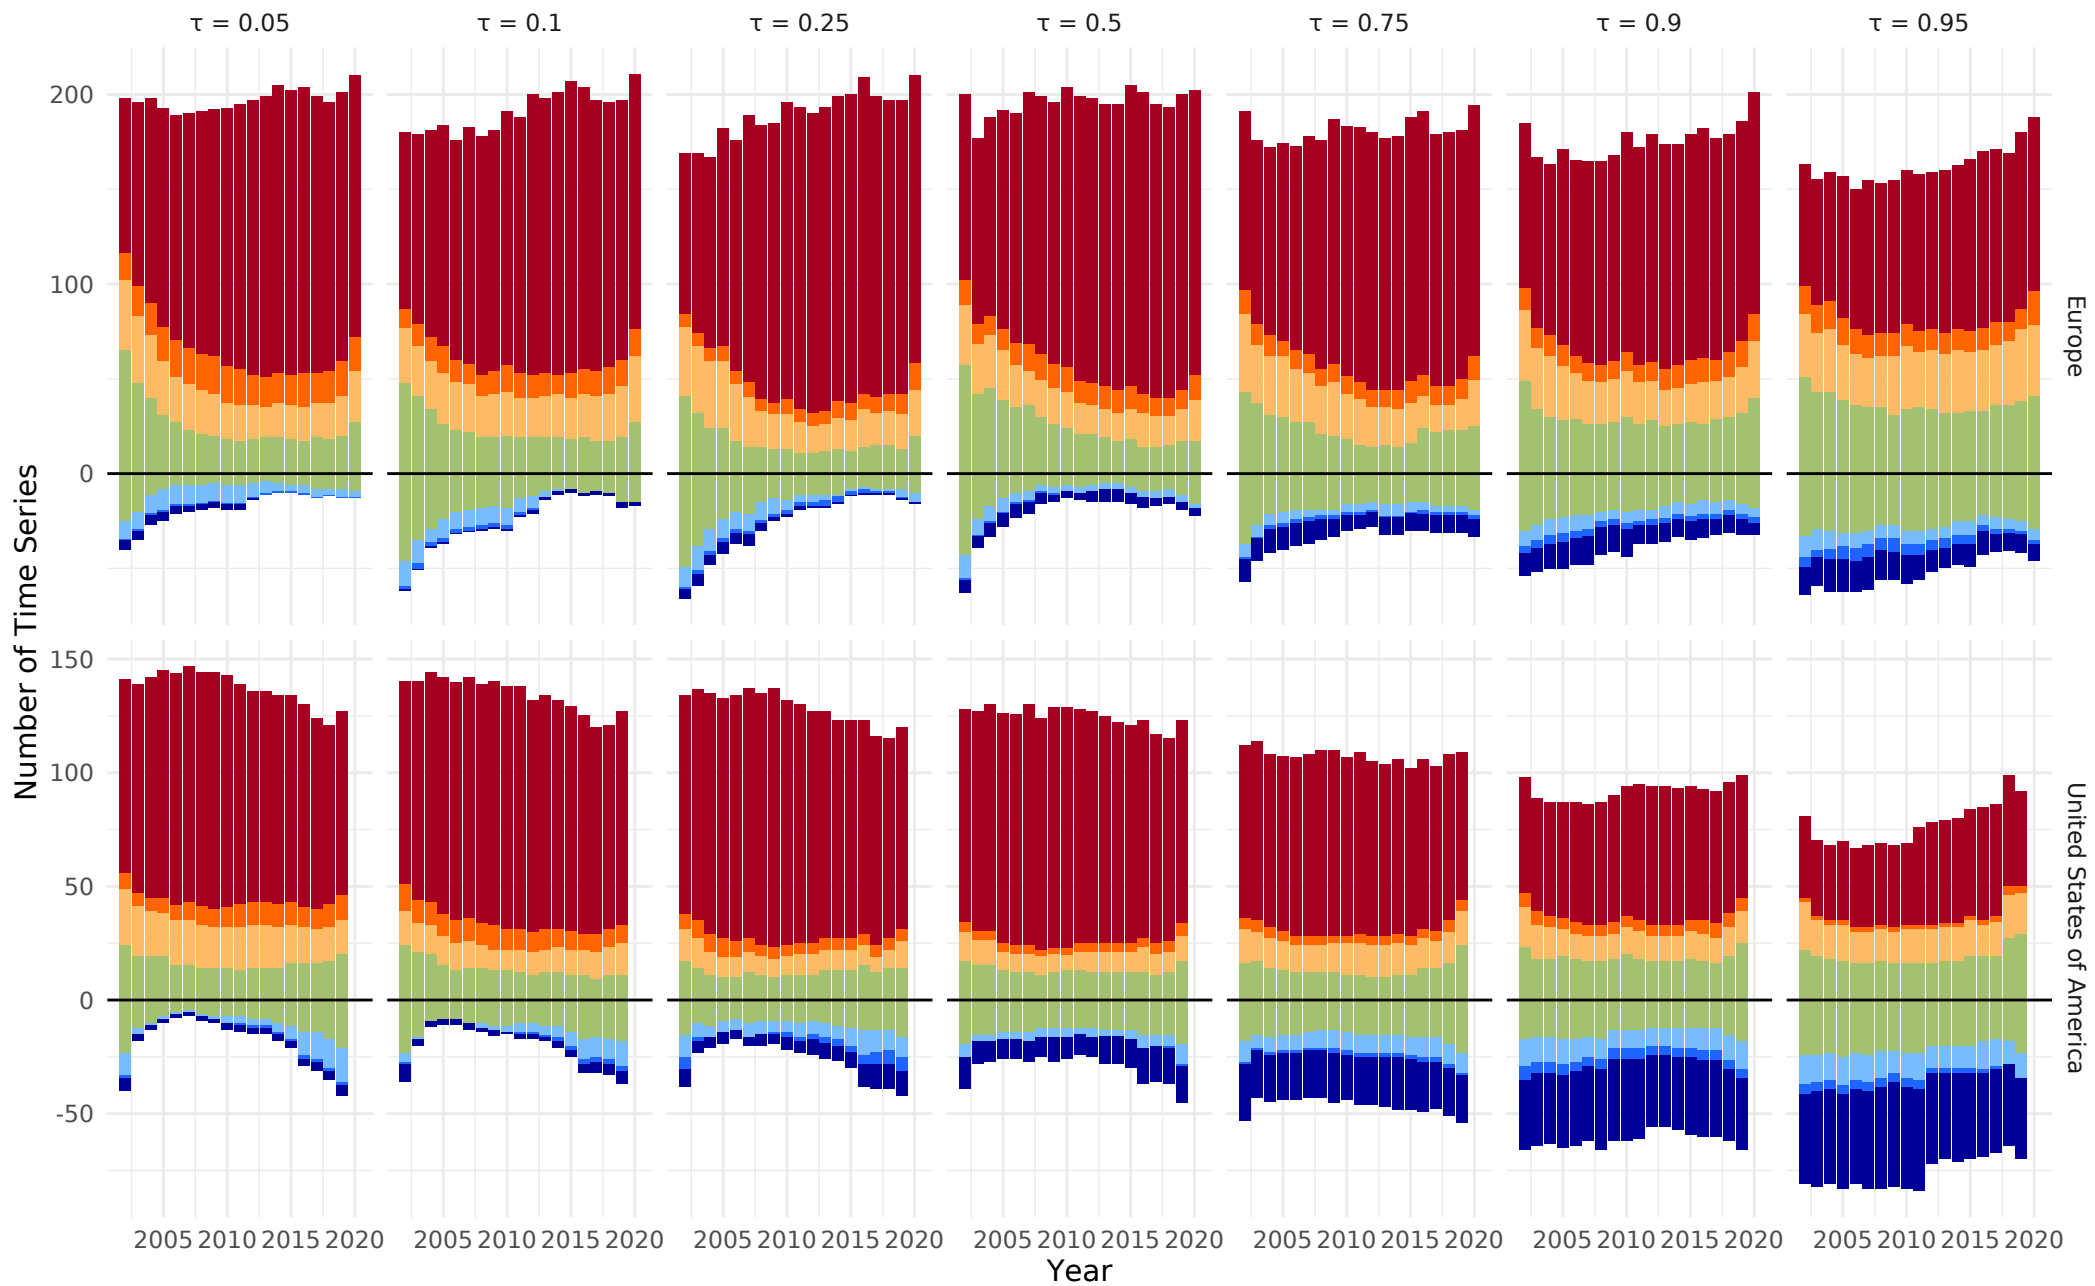 τ = 0.05 τ = 0.1 τ = 0.25 τ = 0.5 τ = 0.75 τ = 0.9 τ = 0.95
200
100
0
Europe
Number of Time Series
150
100
50
0
-50
United States of America
2005 2010 2015 2020 2005 2010 2015 2020 2005 2010 2015 2020 2005 2010 2015 2020 2005 2010 2015 2020 2005 2010 2015 2020 2005 2010 2015 2020
Year